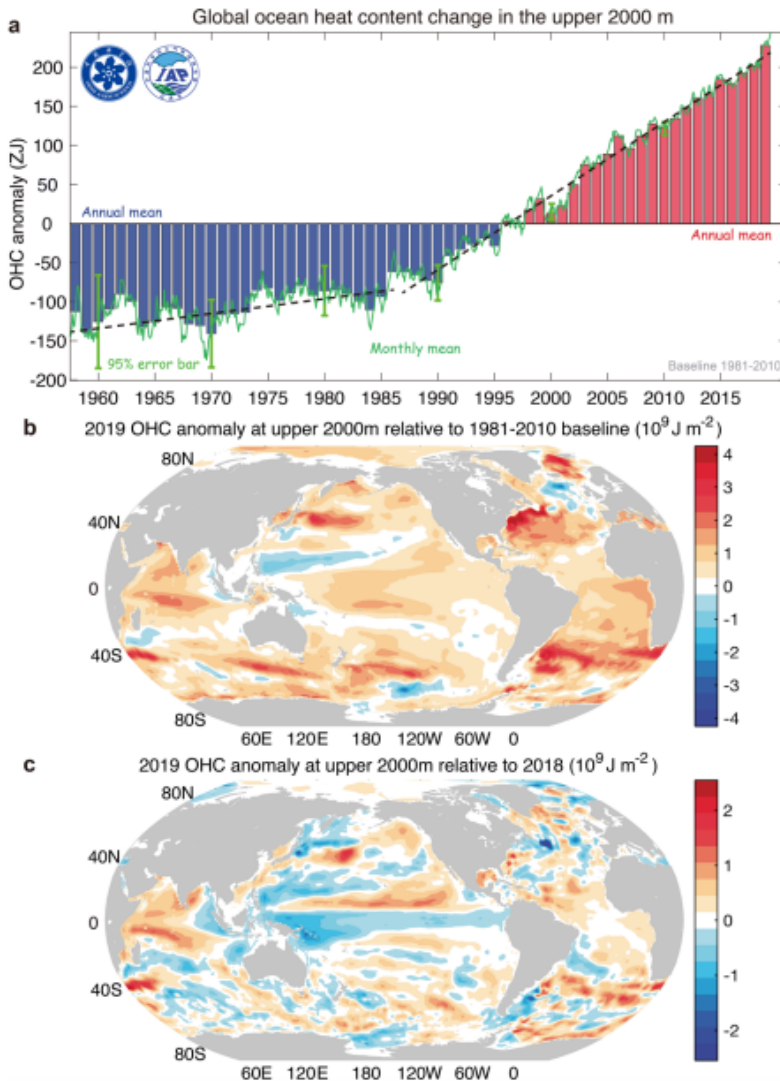 Global ocean heat content change in the upper 2000 m
a
IAP
200
150
100
50
0
-50
-100
-150
-200
OHC anomaly (ZJ)
Annual mean
Annual mean
95% error bar
Monthly mean
Baseline 1981-2010
1960 1965 1970 1975 1980 1985 1990 1995 2000 2005 2010 2015
b
2019 OHC anomaly at upper 2000m relative to 1981-2010 baseline (10⁹ J m⁻²)
80N
40N
0
40S
80S
60E 120E 180 120W 60W 0
4
3
2
1
0
-1
-2
-3
-4
c
2019 OHC anomaly at upper 2000m relative to 2018 (10⁹ J m⁻²)
80N
40N
0
40S
80S
60E 120E 180 120W 60W 0
2
1
0
-1
-2